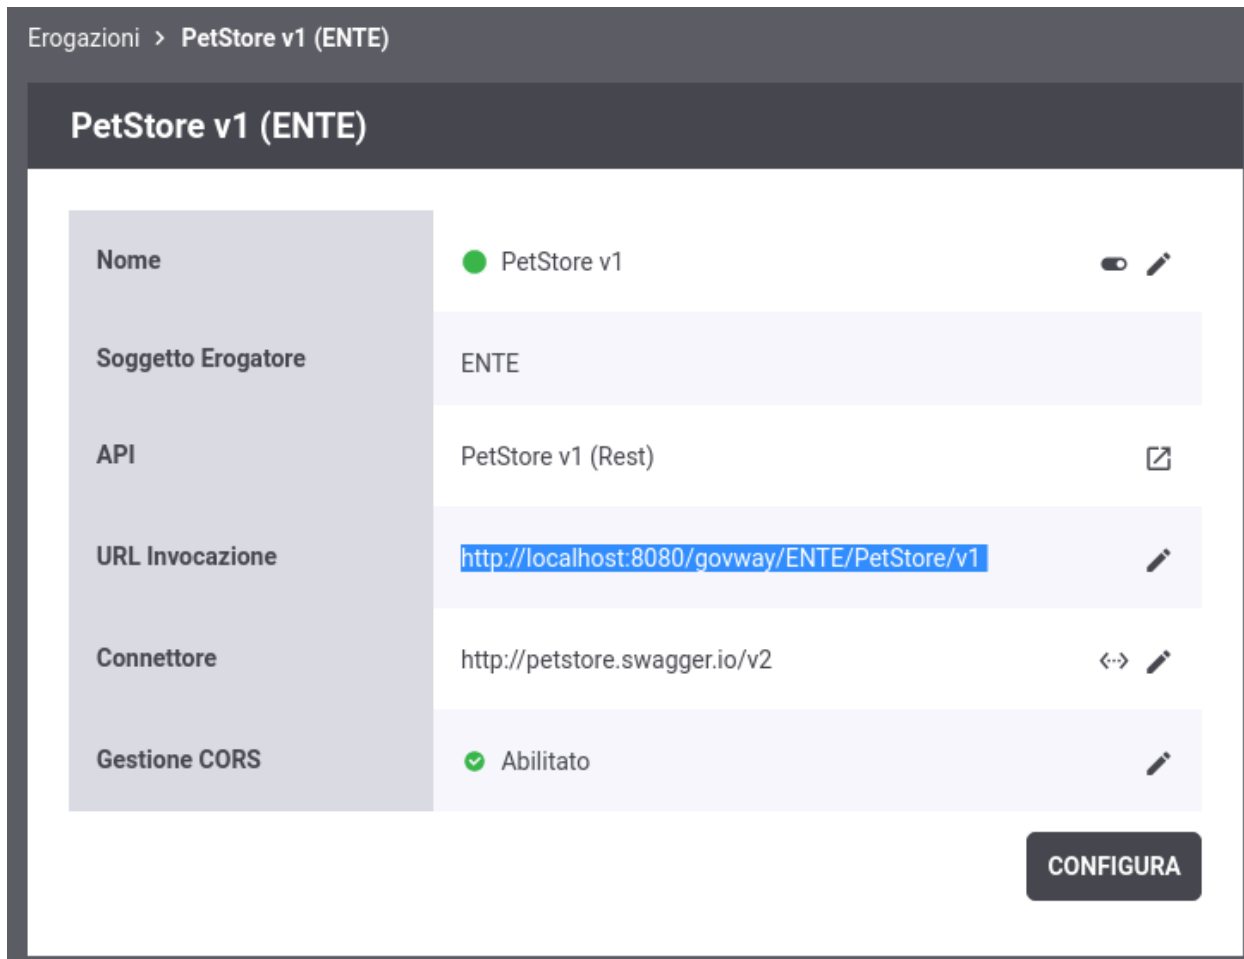 Erogazioni > PetStore v1 (ENTE)
PetStore v1 (ENTE)
Nome PetStore v1
Soggetto Erogatore ENTE
API PetStore v1 (Rest)
URL Invocazione http://localhost:8080/govway/ENTE/PetStore/v1
Connettore http://petstore.swagger.io/v2
Gestione CORS Abilitato
CONFIGURA